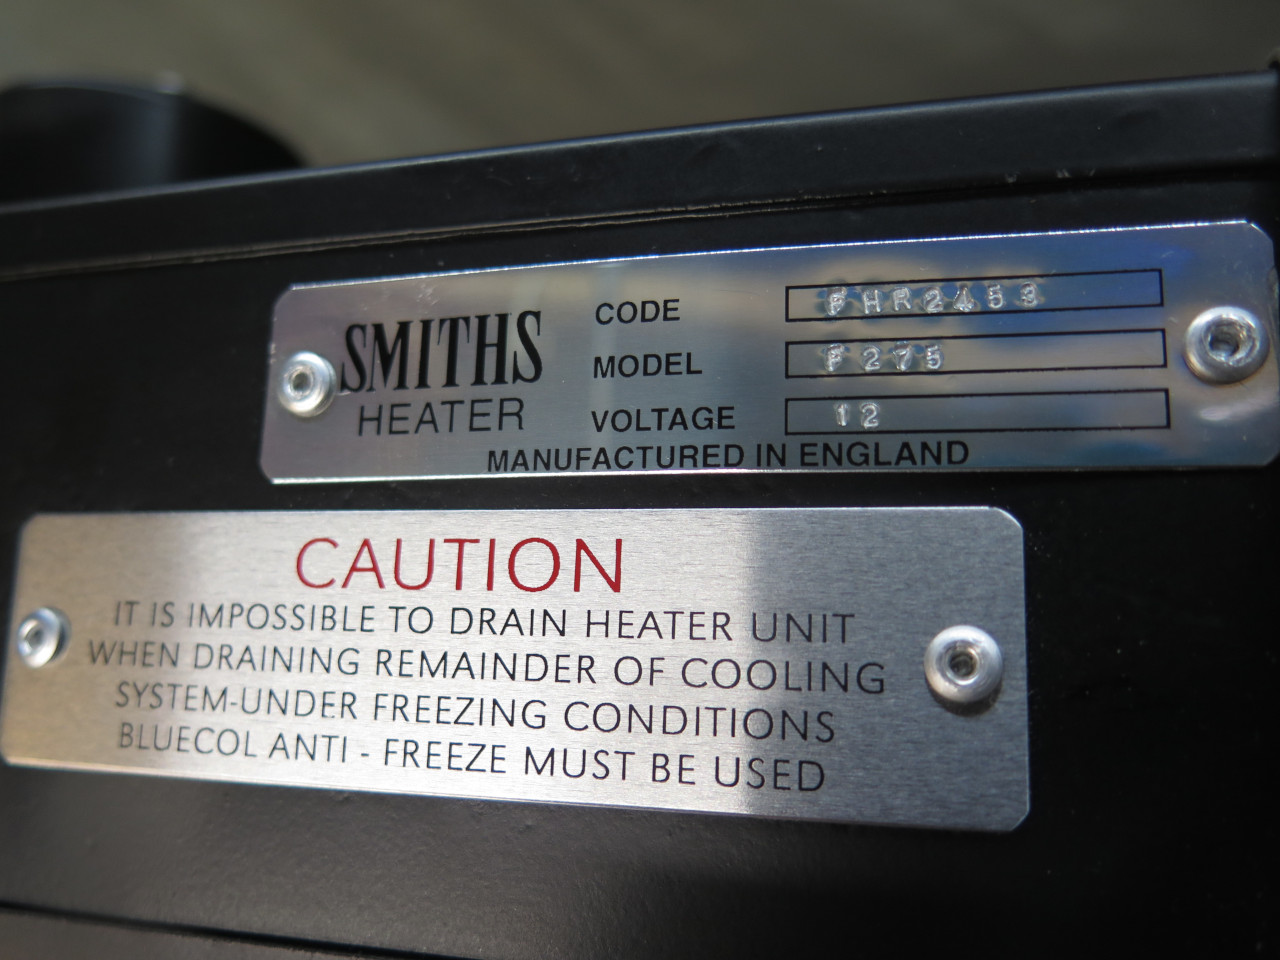 SMITHS
HEATER
CODE FHR2453
MODEL F275
VOLTAGE 12
MANUFACTURED IN ENGLAND
CAUTION
IT IS IMPOSSIBLE TO DRAIN HEATER UNIT
WHEN DRAINING REMAINDER OF COOLING
SYSTEM-UNDER FREEZING CONDITIONS
BLUECOL ANTI - FREEZE MUST BE USED